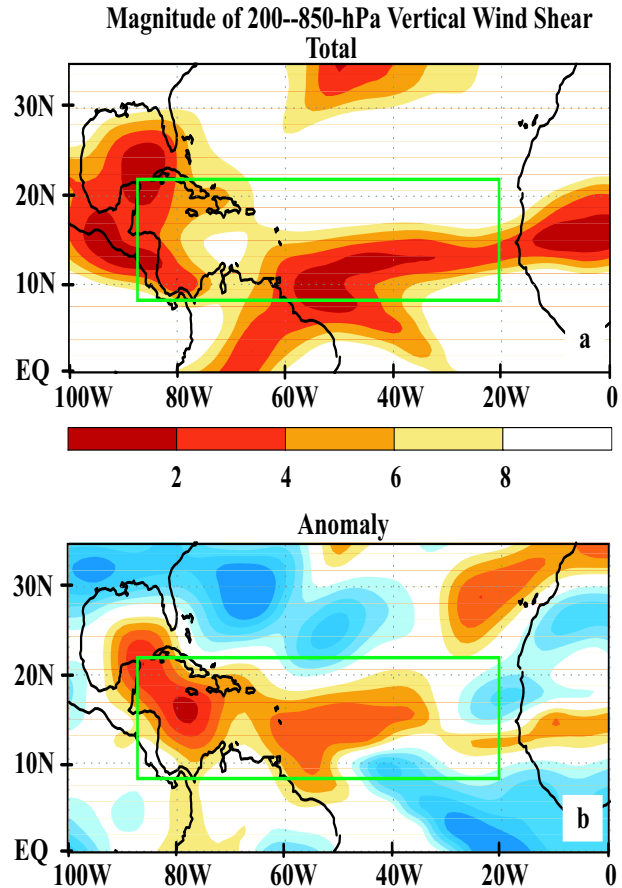 Magnitude of 200--850-hPa Vertical Wind Shear
Total
30N
20N
10N
EQ
a
100W 80W 60W 40W 20W 0
2 4 6 8
Anomaly
30N
20N
10N
EQ
b
100W 80W 60W 40W 20W 0